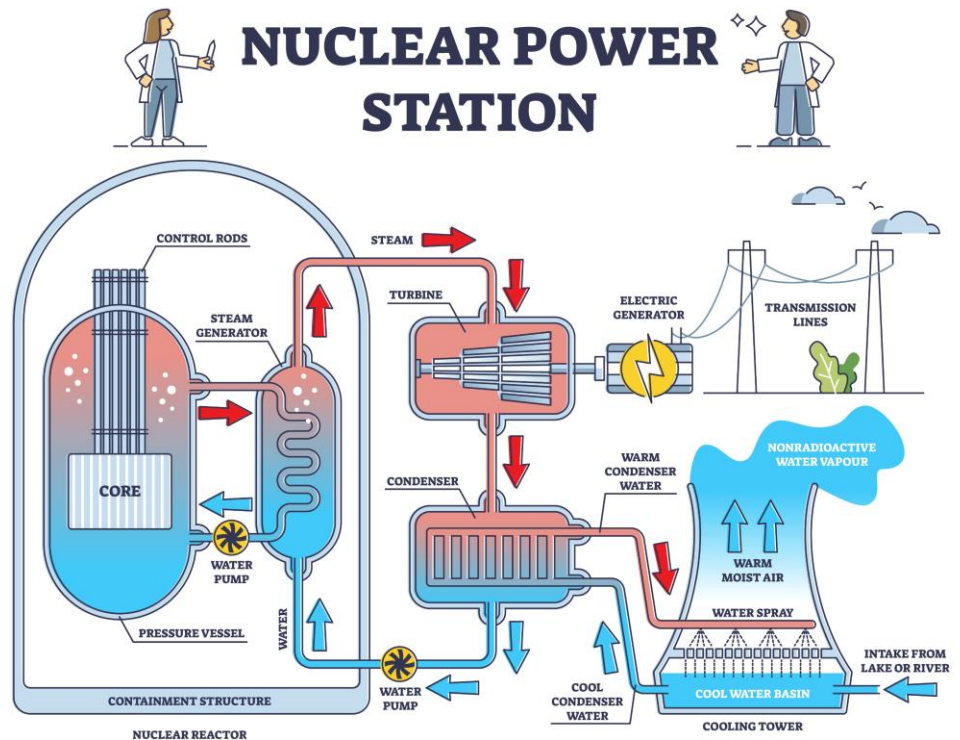 NUCLEAR POWER
STATION
CONTROL RODS
STEAM
GENERATOR
STEAM
TURBINE
ELECTRIC
GENERATOR
TRANSMISSION
LINES
CORE
WATER
PUMP
PRESSURE VESSEL
WATER
CONDENSER
WARM
CONDENSER
WATER
NONRADIOACTIVE
WATER VAPOUR
WARM
MOIST AIR
WATER SPRAY
INTAKE FROM
LAKE OR RIVER
COOL WATER BASIN
COOLING TOWER
COOL
CONDENSER
WATER
WATER
PUMP
CONTAINMENT STRUCTURE
NUCLEAR REACTOR